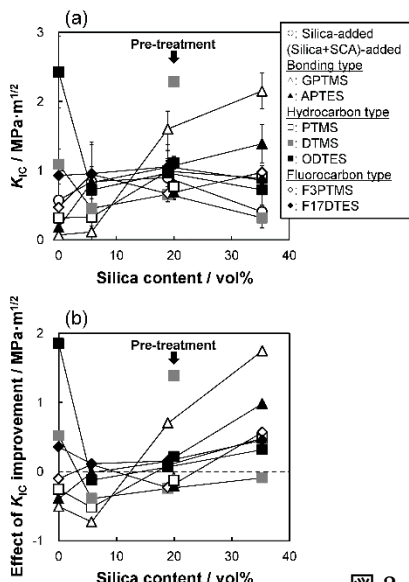 (a)
3
2
1
0
K_IC / MPa·m^1/2
Pre-treatment
0 10 20 30 40
Silica content / vol%
○: Silica-added
(Silica+SCA)-added
Bonding type
△: GPTMS
▲: APTES
Hydrocarbon type
□: PTMS
■: DTMS
■: ODTES
Fluorocarbon type
◇: F3PTMS
◆: F17DTES
(b)
2
1
0
-1
Effect of K_IC improvement / MPa·m^1/2
Pre-treatment
0 10 20 30 40
Silica content / vol%